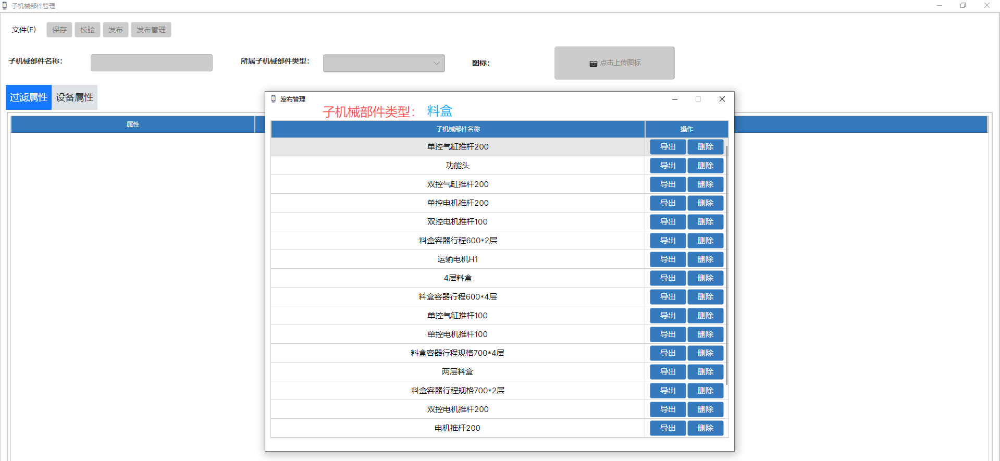 子机械部件管理
文件(F) 保存 校验 发布 发布管理
子机械部件名称： 所属子机械部件类型： 图标： 点击上传图标
过滤属性 设备属性
属性
发布管理
子机械部件类型： 料盒
子机械部件名称 操作
单控气缸推杆200 导出 删除
功能头 导出 删除
双控气缸推杆200 导出 删除
单控电机推杆200 导出 删除
双控电机推杆100 导出 删除
料盒容器行程600*2层 导出 删除
运输电机H1 导出 删除
4层料盒 导出 删除
料盒容器行程600*4层 导出 删除
单控气缸推杆100 导出 删除
单控电机推杆100 导出 删除
料盒容器行程规格700*4层 导出 删除
两层料盒 导出 删除
料盒容器行程规格700*2层 导出 删除
双控电机推杆200 导出 删除
电机推杆200 导出 删除